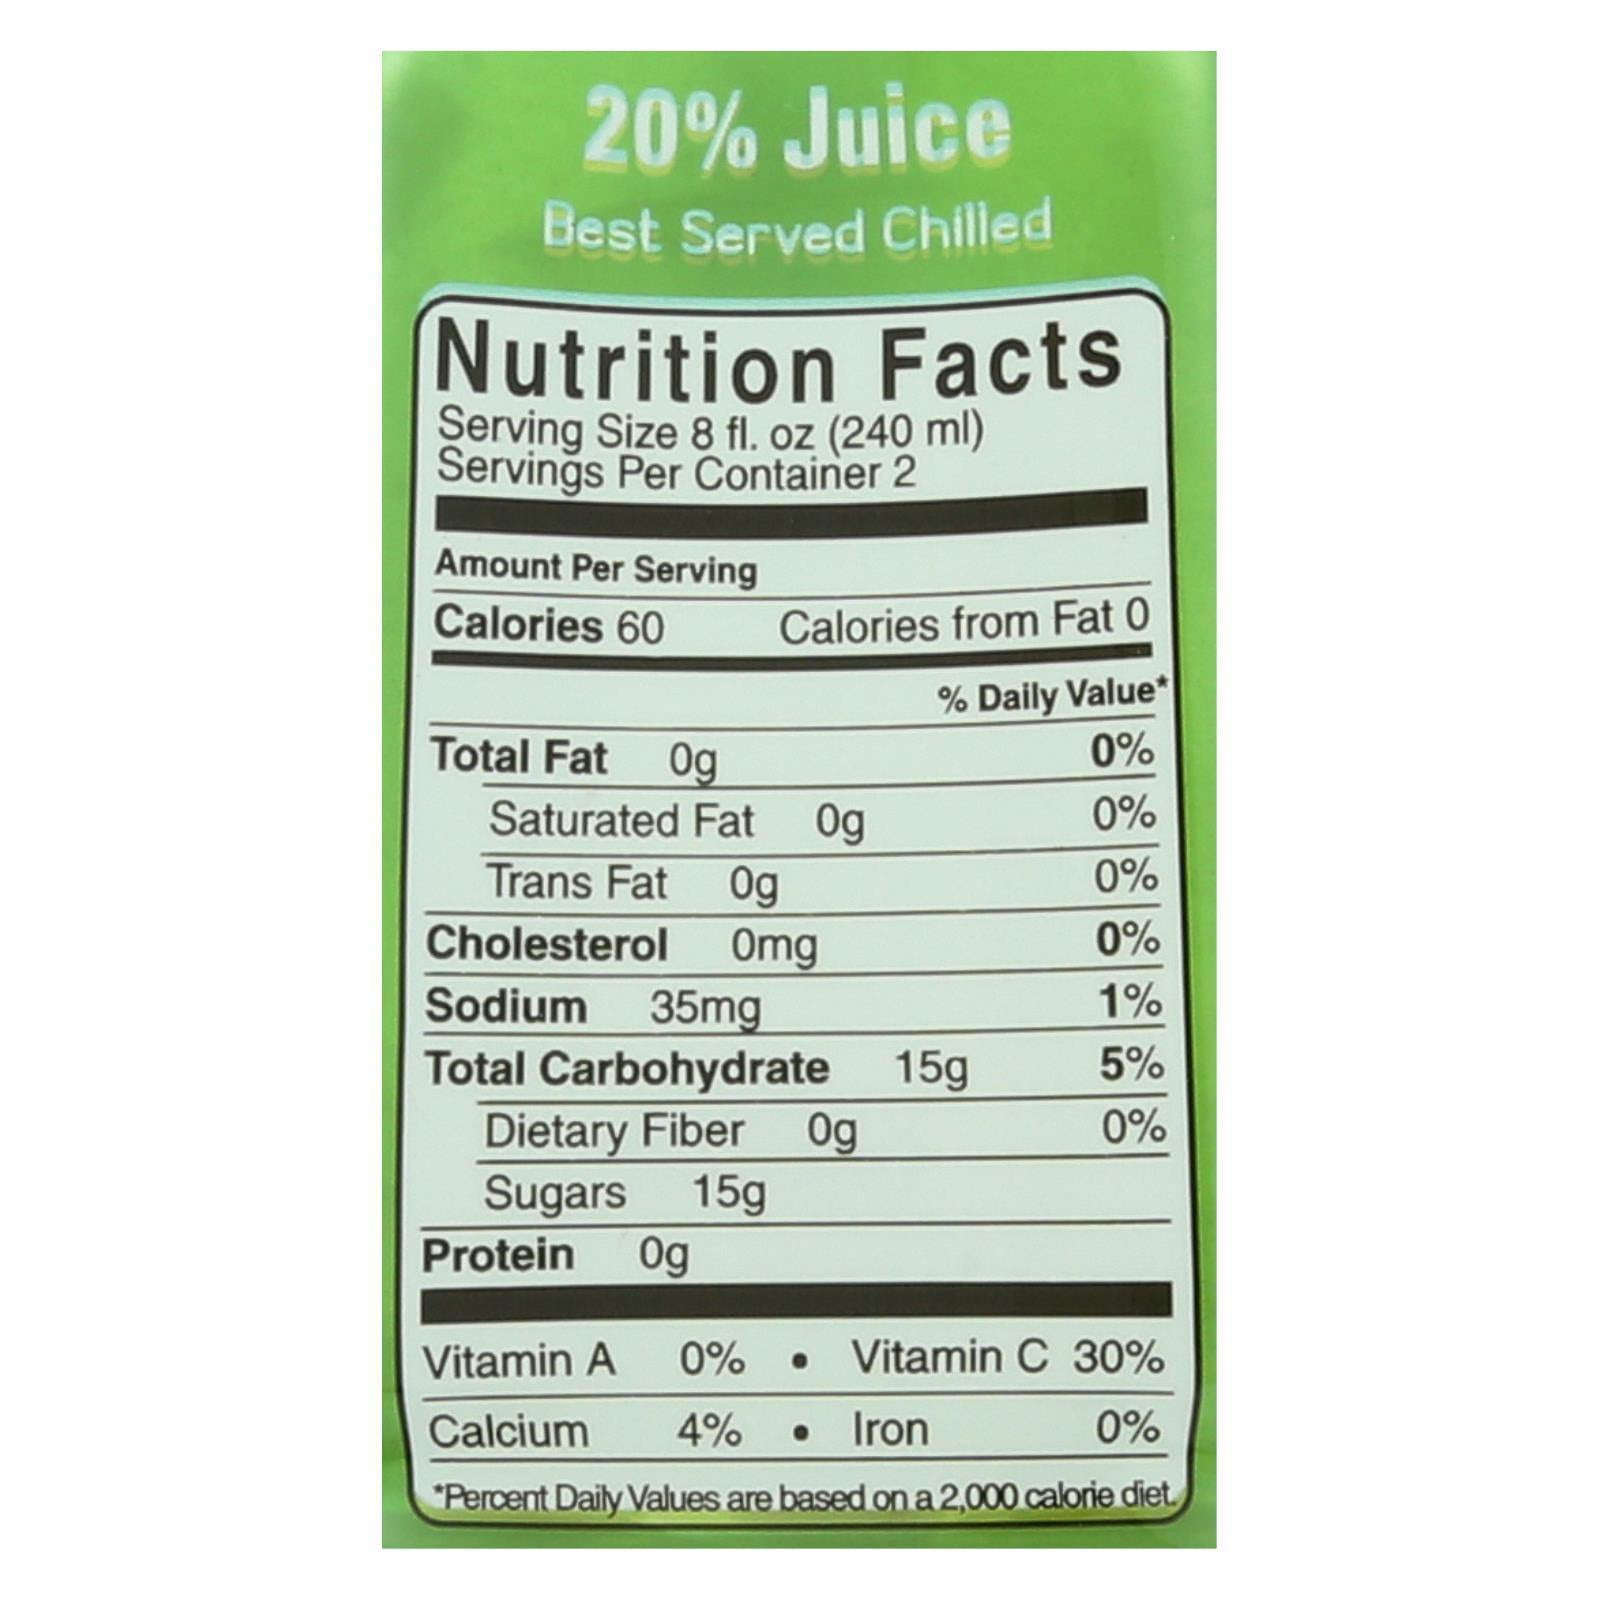 20% Juice
Best Served Chilled
Nutrition Facts
Serving Size 8 fl. oz (240 ml)
Servings Per Container 2
Amount Per Serving
Calories 60 Calories from Fat 0
% Daily Value*
Total Fat 0g 0%
Saturated Fat 0g 0%
Trans Fat 0g 0%
Cholesterol 0mg 0%
Sodium 35mg 1%
Total Carbohydrate 15g 5%
Dietary Fiber 0g 0%
Sugars 15g
Protein 0g
Vitamin A 0% • Vitamin C 30%
Calcium 4% • Iron 0%
*Percent Daily Values are based on a 2,000 calorie diet.